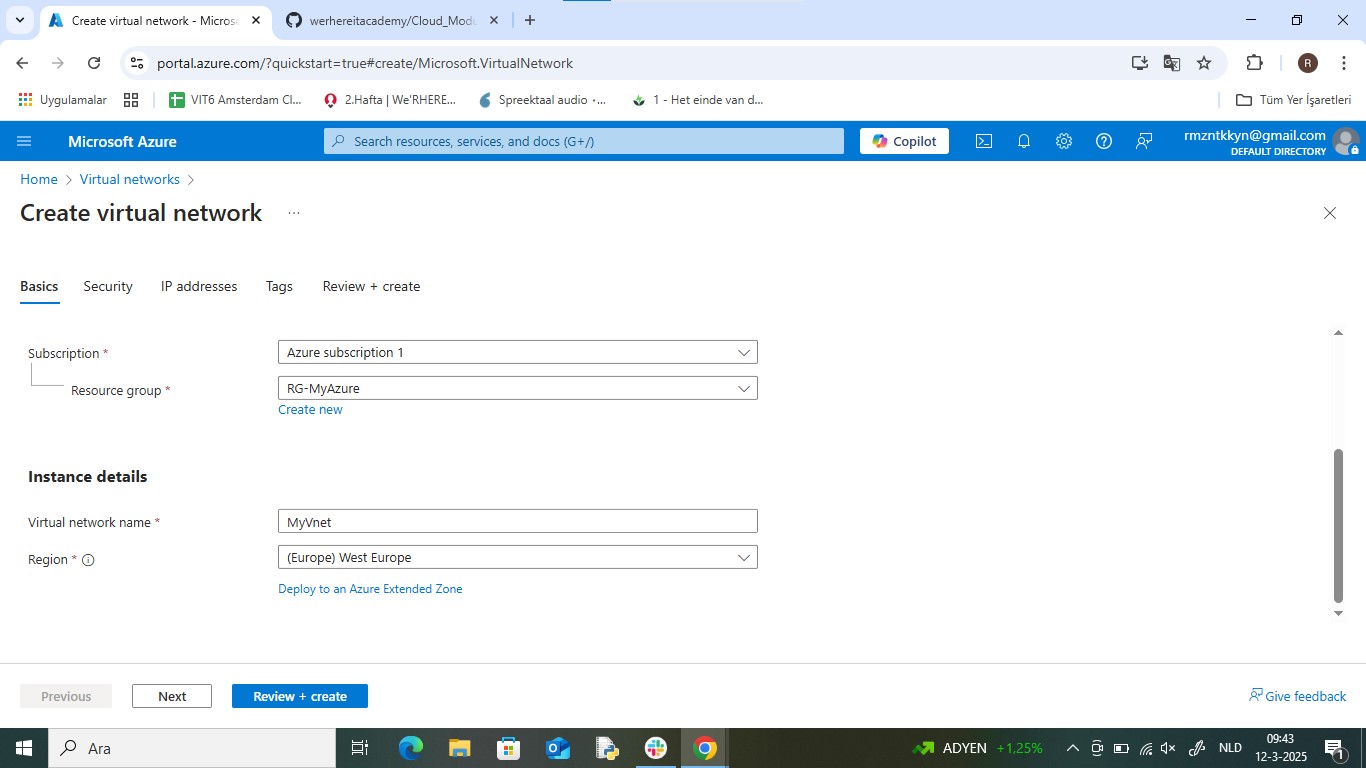 Create virtual network - Micros
werhereitacademy/Cloud_Modu
portal.azure.com/?quickstart=true#create/Microsoft.VirtualNetwork
R
Uygulamalar
VIT6 Amsterdam Cl...
2.Hafta | We'RHERE...
Spreektaal audio •...
1 - Het einde van d...
Tüm Yer İşaretleri
Microsoft Azure
Search resources, services, and docs (G+/)
Copilot
rmzntkkyn@gmail.com
DEFAULT DIRECTORY
Home > Virtual networks >
Create virtual network ...
Basics
Security
IP addresses
Tags
Review + create
Subscription *
Azure subscription 1
Resource group *
RG-MyAzure
Create new
Instance details
Virtual network name *
MyVnet
Region *
(Europe) West Europe
Deploy to an Azure Extended Zone
Previous
Next
Review + create
Give feedback
Ara
ADYEN +1,25%
NLD
09:43
12-3-2025
1